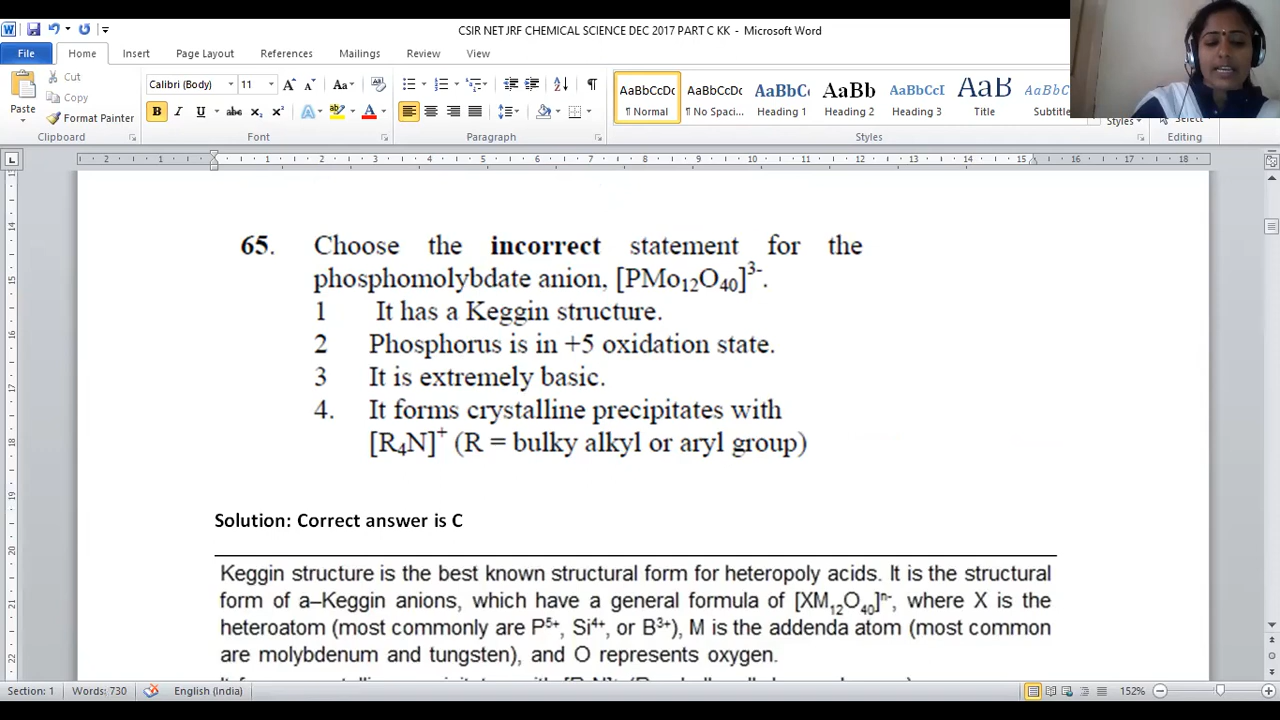 CSIR NET JRF CHEMICAL SCIENCE DEC 2017 PART C KK - Microsoft Word
File Home Insert Page Layout References Mailings Review View
Cut
Copy
Format Painter
Paste
Calibri (Body) 11
AaBbCcDc AaBbCcDc AaBbCc AaBb AaBbCcI AaB
¶ Normal ¶ No Spaci... Heading 1 Heading 2 Heading 3 Title Subtitle
Styles
Clipboard Font Paragraph Styles Editing
65. Choose the incorrect statement for the
phosphomolybdate anion, [PMo₁₂O₄₀]³⁻.
1 It has a Keggin structure.
2 Phosphorus is in +5 oxidation state.
3 It is extremely basic.
4. It forms crystalline precipitates with
[R₄N]⁺ (R = bulky alkyl or aryl group)
Solution: Correct answer is C
Keggin structure is the best known structural form for heteropoly acids. It is the structural
form of a–Keggin anions, which have a general formula of [XM₁₂O₄₀]ⁿ⁻, where X is the
heteroatom (most commonly are P⁵⁺, Si⁴⁺, or B³⁺), M is the addenda atom (most common
are molybdenum and tungsten), and O represents oxygen.
Section: 1 Words: 730 English (India) 152%